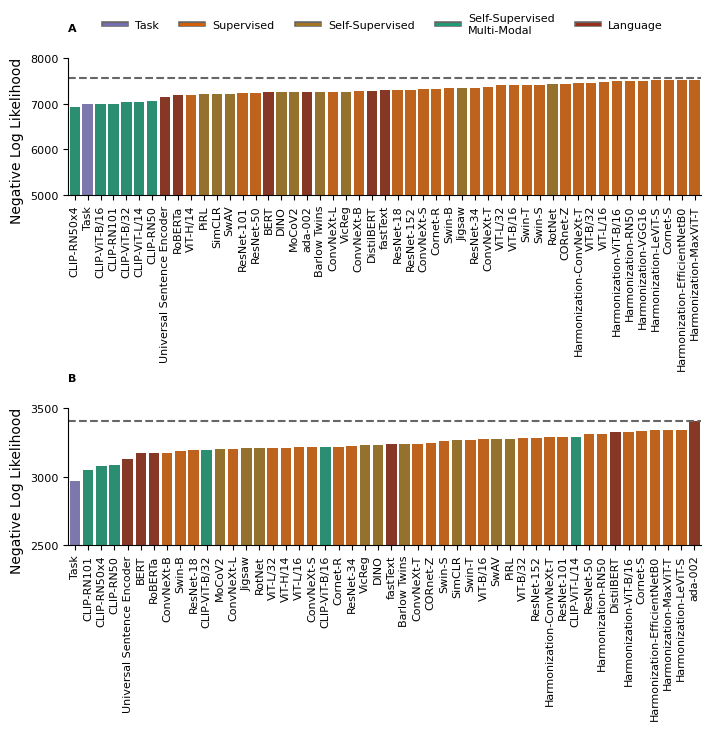 A
Task
Supervised
Self-Supervised
Self-Supervised
Multi-Modal
Language
Negative Log Likelihood
8000
7000
6000
5000
CLIP-RN50x4
Task
CLIP-ViT-B/16
CLIP-RN101
CLIP-ViT-B/32
CLIP-ViT-L/14
CLIP-RN50
Universal Sentence Encoder
RoBERTa
ViT-H/14
PiRL
SimCLR
SwAV
ResNet-101
ResNet-50
BERT
DINO
MoCoV2
ada-002
Barlow Twins
ConvNeXt-L
VicReg
ConvNeXt-B
DistilBERT
fastText
ResNet-18
ResNet-152
ConvNeXt-S
Cornet-R
Swin-B
Jigsaw
ResNet-34
ConvNeXt-T
ViT-L/32
ViT-B/16
Swin-T
Swin-S
RotNet
CORnet-Z
Harmonization-ConvNeXt-T
ViT-B/32
ViT-L/16
Harmonization-ViT-B/16
Harmonization-RN50
Harmonization-VGG16
Harmonization-LeViT-S
Cornet-S
Harmonization-EfficientNetB0
Harmonization-MaxViT-T
B
Negative Log Likelihood
3500
3000
2500
Task
CLIP-RN101
CLIP-RN50x4
CLIP-RN50
Universal Sentence Encoder
BERT
RoBERTa
ConvNeXt-B
Swin-B
ResNet-18
CLIP-ViT-B/32
MoCoV2
ConvNeXt-L
Jigsaw
RotNet
ViT-L/32
ViT-H/14
ViT-L/16
ConvNeXt-S
CLIP-ViT-B/16
Cornet-R
ResNet-34
VicReg
DINO
fastText
Barlow Twins
ConvNeXt-T
CORnet-Z
Swin-S
SimCLR
Swin-T
ViT-B/16
SwAV
PiRL
ViT-B/32
ResNet-152
Harmonization-ConvNeXt-T
ResNet-101
CLIP-ViT-L/14
ResNet-50
Harmonization-RN50
DistilBERT
Harmonization-ViT-B/16
Cornet-S
Harmonization-EfficientNetB0
Harmonization-MaxViT-T
Harmonization-LeViT-S
ada-002